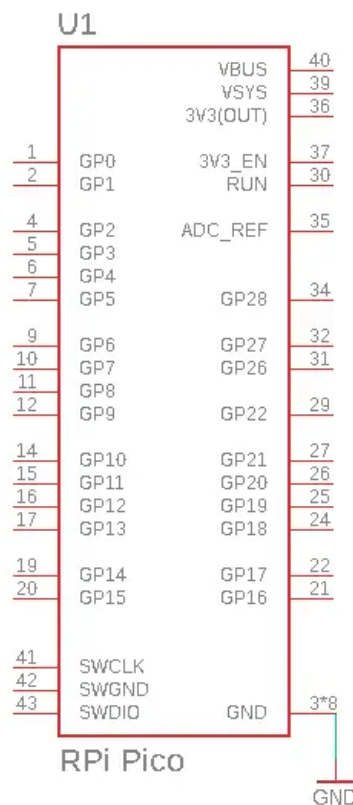 U1
VBUS 40
VSYS 39
3V3(OUT) 36
1 GP0 3V3_EN 37
2 GP1 RUN 30
4 GP2 ADC_REF 35
5 GP3
6 GP4
7 GP5 GP28 34
9 GP6 GP27 32
10 GP7 GP26 31
11 GP8
12 GP9 GP22 29
14 GP10 GP21 27
15 GP11 GP20 26
16 GP12 GP19 25
17 GP13 GP18 24
19 GP14 GP17 22
20 GP15 GP16 21
41 SWCLK
42 SWGND
43 SWDIO GND 3*8
RPi Pico
GND